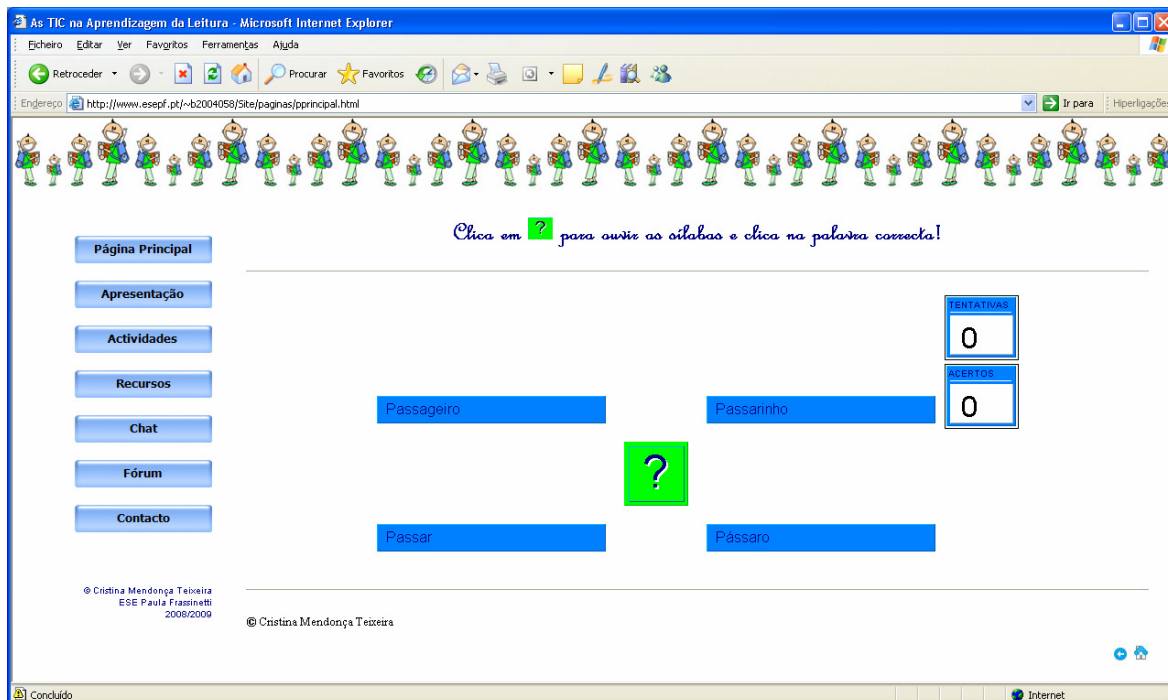 As TIC na Aprendizagem da Leitura - Microsoft Internet Explorer
Ficheiro Editar Ver Favoritos Ferramentas Ajuda
Retroceder Procurar Favoritos
Endereço http://www.esepf.pt/~b2004058/Site/paginas/pprincipal.html Ir para Hiperligações
Clica em ? para ouvir as sílabas e clica na palavra correcta!
Página Principal
Apresentação
Actividades
Recursos
Chat
Fórum
Contacto
TENTATIVAS
0
ACERTOS
0
Passageiro Passarinho
?
Passar Pássaro
© Cristina Mendonça Teixeira
ESE Paula Frassinetti
2008/2009
© Cristina Mendonça Teixeira
Concluído Internet